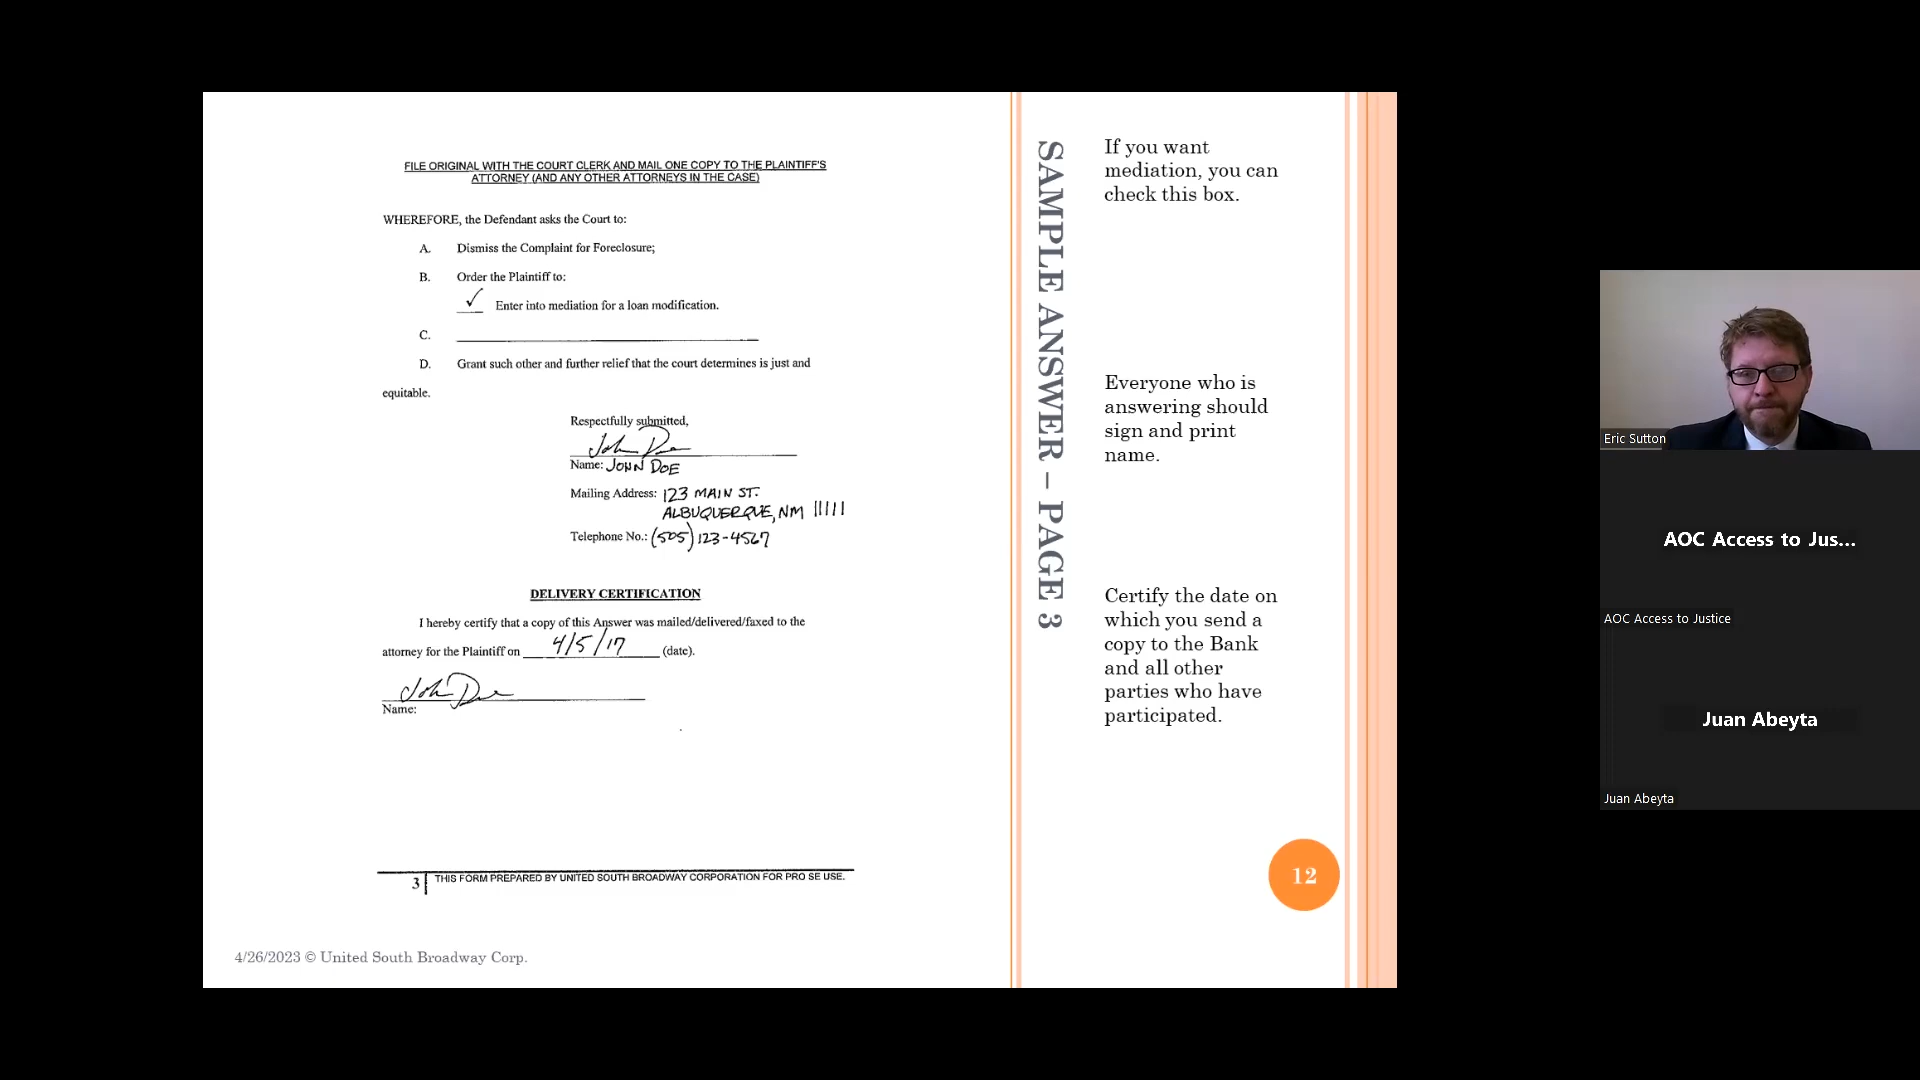 FILE ORIGINAL WITH THE COURT CLERK AND MAIL ONE COPY TO THE PLAINTIFF'S
ATTORNEY (AND ANY OTHER ATTORNEYS IN THE CASE)
WHEREFORE, the Defendant asks the Court to:
A. Dismiss the Complaint for Foreclosure;
B. Order the Plaintiff to:
✓ Enter into mediation for a loan modification.
C.
D. Grant such other and further relief that the court determines is just and
equitable.
Respectfully submitted,
John Doe
Name: JOHN DOE
Mailing Address: 123 MAIN ST.
ALBUQUERQUE, NM 11111
Telephone No.: (505) 123-4567
DELIVERY CERTIFICATION
I hereby certify that a copy of this Answer was mailed/delivered/faxed to the
attorney for the Plaintiff on 4/5/17 (date).
John Doe
Name:
3 THIS FORM PREPARED BY UNITED SOUTH BROADWAY CORPORATION FOR PRO SE USE.
4/26/2023 © United South Broadway Corp.
SAMPLE ANSWER – PAGE 3
If you want
mediation, you can
check this box.
Everyone who is
answering should
sign and print
name.
Certify the date on
which you send a
copy to the Bank
and all other
parties who have
participated.
12
Eric Sutton
AOC Access to Jus...
AOC Access to Justice
Juan Abeyta
Juan Abeyta